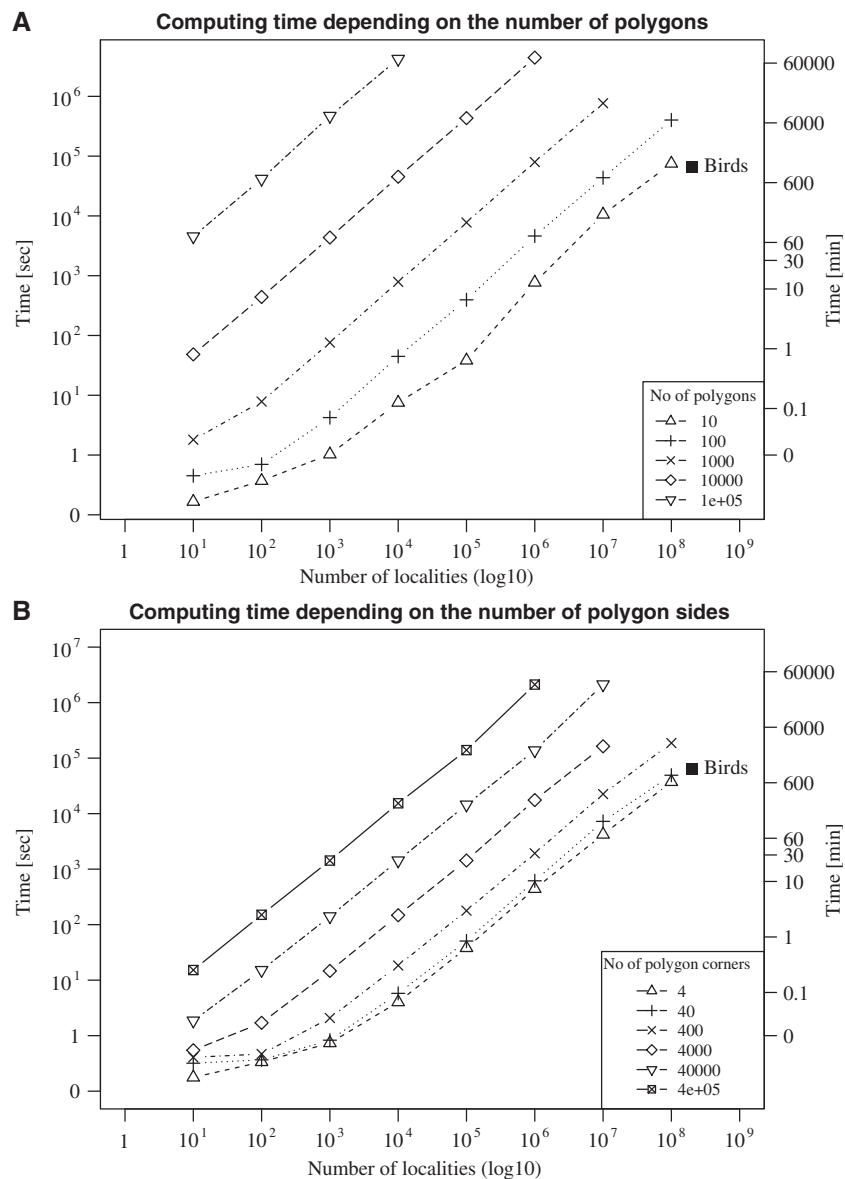 A
Computing time depending on the number of polygons
Time [sec]
10^6
10^5
10^4
10^3
10^2
10^1
1
0
60000
6000
600
60
30
10
1
0.1
0
Time [min]
Birds
No of polygons
10
100
1000
10000
1e+05
1 10^1 10^2 10^3 10^4 10^5 10^6 10^7 10^8 10^9
Number of localities (log10)
B
Computing time depending on the number of polygon sides
Time [sec]
10^7
10^6
10^5
10^4
10^3
10^2
10^1
1
0
60000
6000
600
60
30
10
1
0.1
0
Time [min]
Birds
No of polygon corners
4
40
400
4000
40000
4e+05
1 10^1 10^2 10^3 10^4 10^5 10^6 10^7 10^8 10^9
Number of localities (log10)